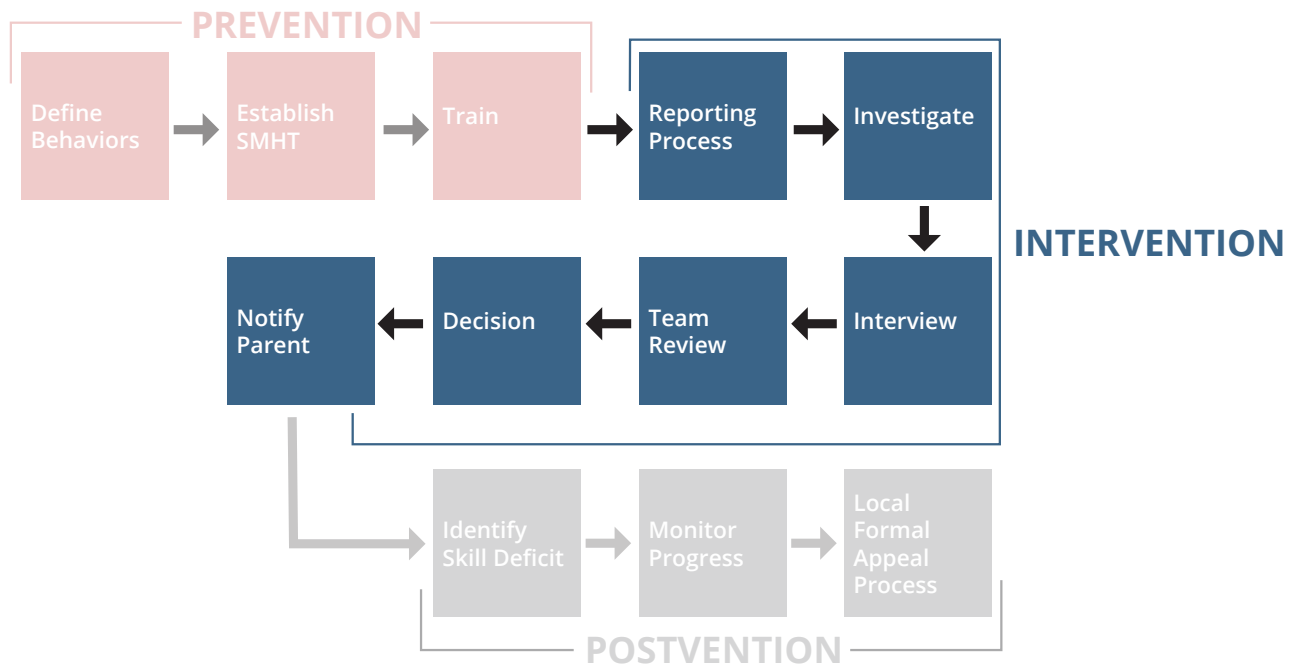 PREVENTION
Define
Behaviors
Establish
SMHT
Train
Reporting
Process
Investigate
INTERVENTION
Interview
Team
Review
Decision
Notify
Parent
Identify
Skill Deficit
Monitor
Progress
Local
Formal
Appeal
Process
POSTVENTION